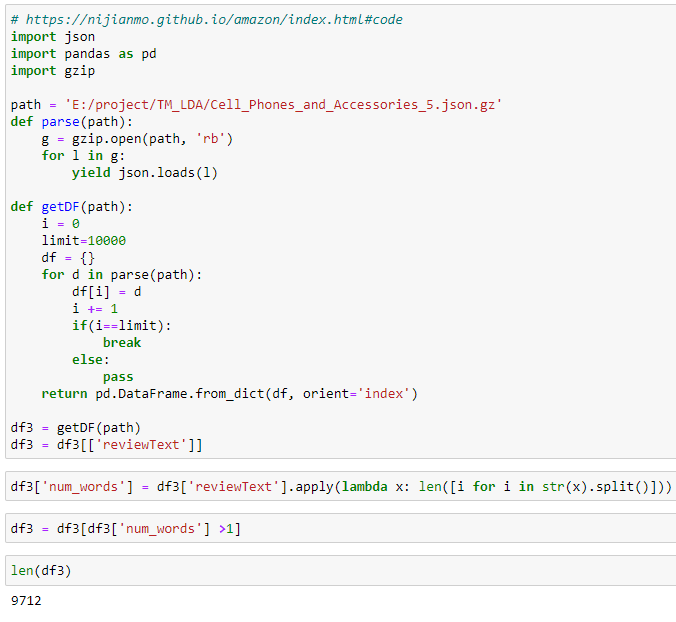 # https://nijianmo.github.io/amazon/index.html#code
import json
import pandas as pd
import gzip
path = 'E:/project/TM_LDA/Cell_Phones_and_Accessories_5.json.gz'
def parse(path):
    g = gzip.open(path, 'rb')
    for l in g:
        yield json.loads(l)
def getDF(path):
    i = 0
    limit=10000
    df = {}
    for d in parse(path):
        df[i] = d
        i += 1
        if(i==limit):
            break
        else:
            pass
    return pd.DataFrame.from_dict(df, orient='index')
df3 = getDF(path)
df3 = df3[['reviewText']]
df3['num_words'] = df3['reviewText'].apply(lambda x: len([i for i in str(x).split()]))
df3 = df3[df3['num_words'] >1]
len(df3)
9712